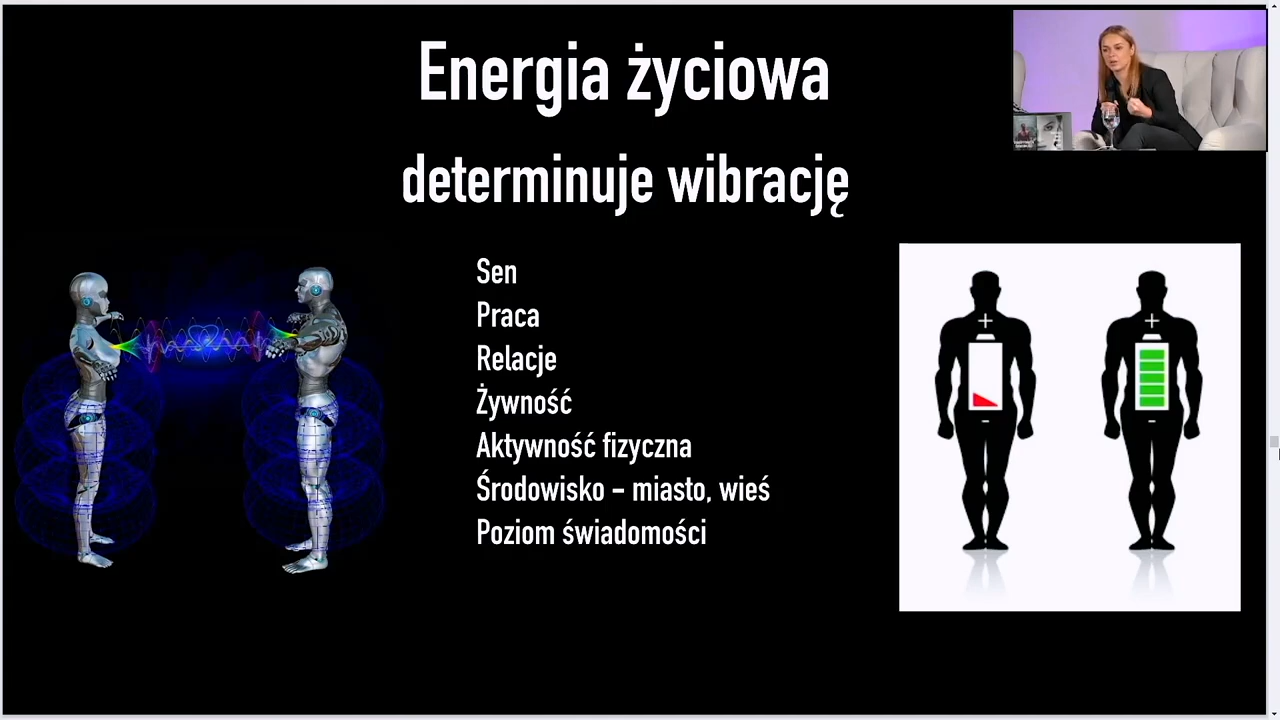 Energia życiowa
determinuje wibrację
Sen
Praca
Relacje
Żywność
Aktywność fizyczna
Środowisko – miasto, wieś
Poziom świadomości